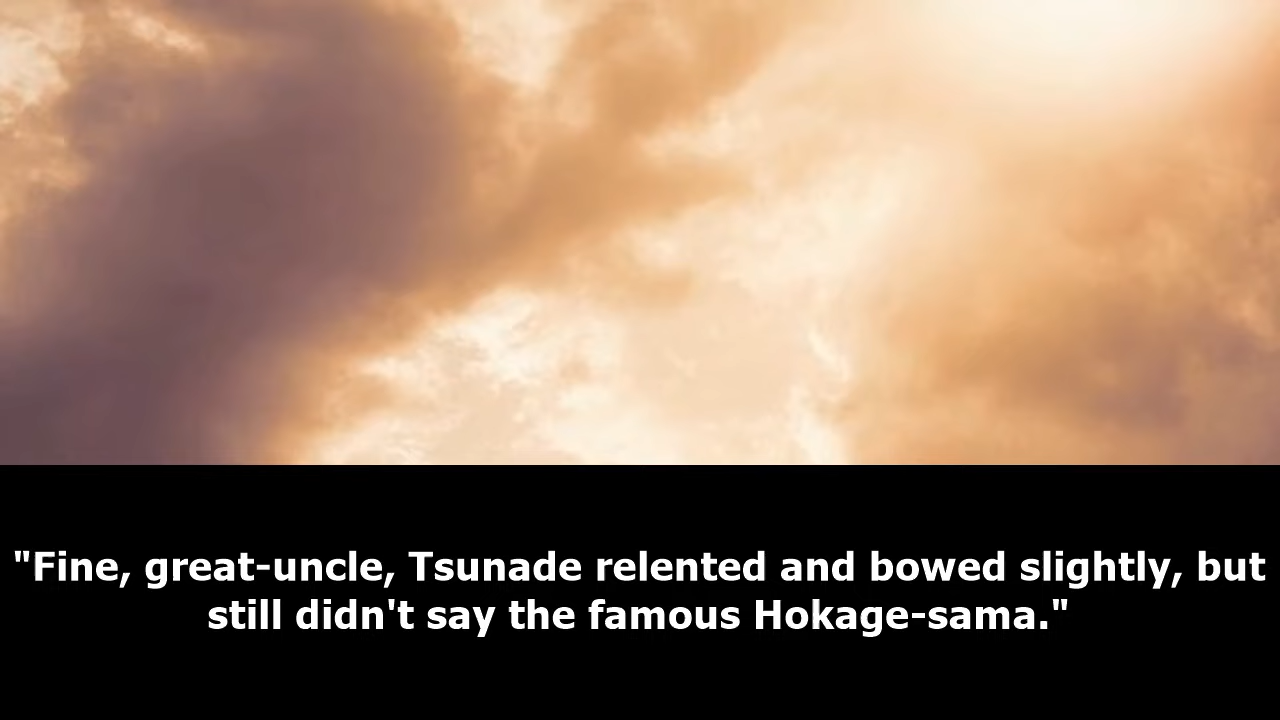 "Fine, great-uncle, Tsunade relented and bowed slightly, but
still didn't say the famous Hokage-sama."